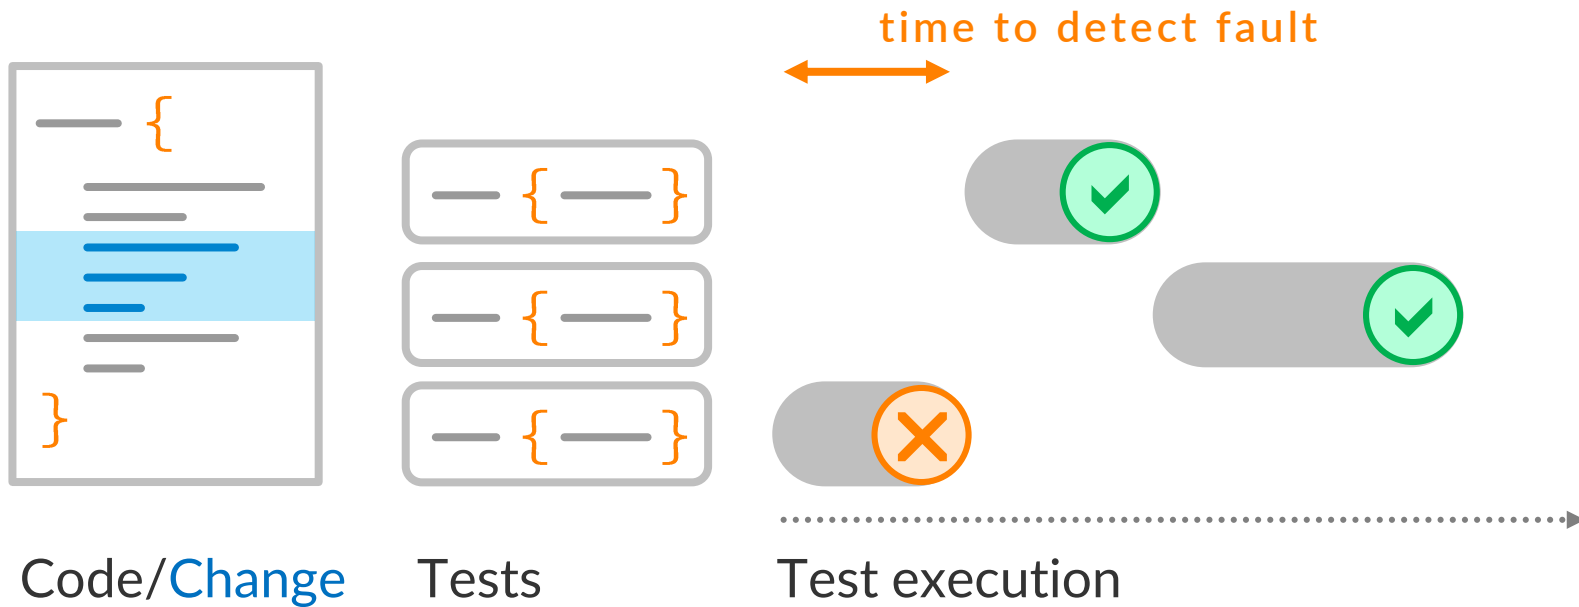 time to detect fault
{
}
{ }
{ }
{ }
Code/Change
Tests
Test execution